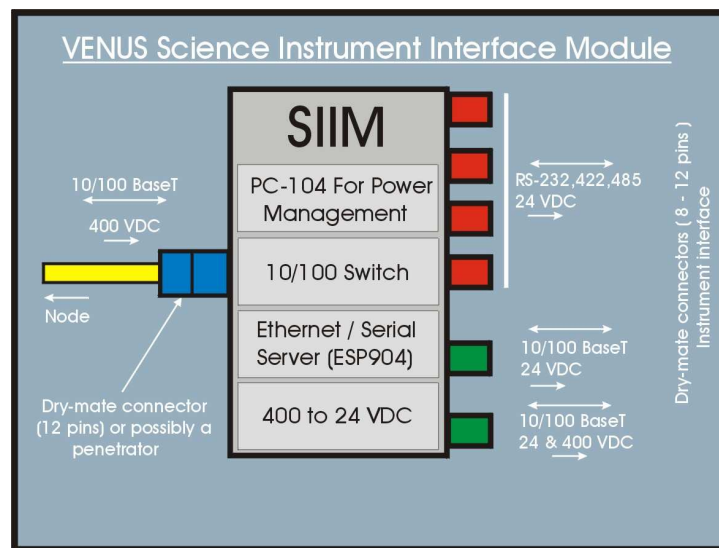 VENUS Science Instrument Interface Module
SIIM
PC-104 For Power
Management
10/100 Switch
Ethernet / Serial
Server (ESP904)
400 to 24 VDC
10/100 BaseT
400 VDC
Node
Dry-mate connector
(12 pins) or possibly a
penetrator
RS-232,422,485
24 VDC
10/100 BaseT
24 VDC
10/100 BaseT
24 & 400 VDC
Dry-mate connectors ( 8 - 12 pins )
Instrument interface